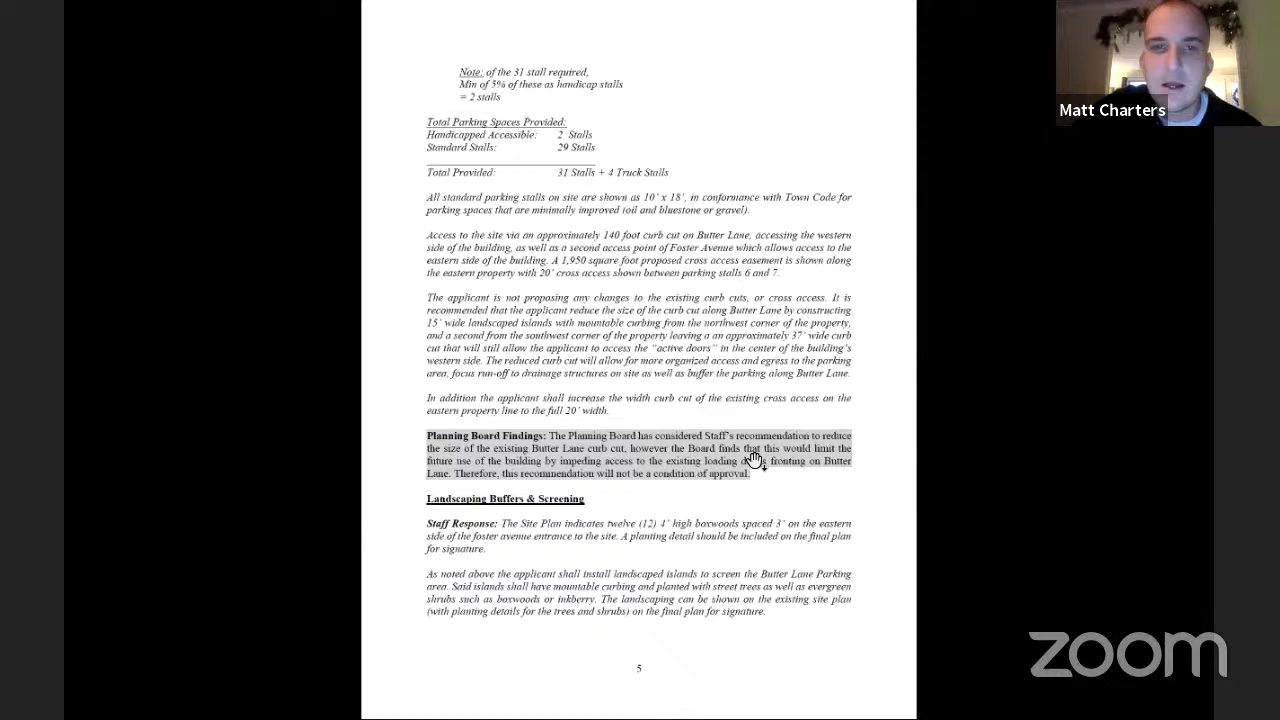 Note: of the 31 stall required,
Min of 5% of these as handicap stalls
= 2 stalls
Total Parking Spaces Provided:
Handicapped Accessible: 2 Stalls
Standard Stalls: 29 Stalls
Total Provided: 31 Stalls + 4 Truck Stalls
All standard parking stalls on site are shown as 10' x 18', in conformance with Town Code for
parking spaces that are minimally improved (oil and bluestone or gravel).
Access to the site via an approximately 140 foot curb cut on Butter Lane, accessing the western
side of the building, as well as a second access point of Foster Avenue which allows access to the
eastern side of the building. A 1,950 square foot proposed cross access easement is shown along
the eastern property with 20' cross access shown between parking stalls 6 and 7.
The applicant is not proposing any changes to the existing curb cuts, or cross access. It is
recommended that the applicant reduce the size of the curb cut along Butter Lane by constructing
15' wide landscaped islands with mountable curbing from the northwest corner of the property,
and a second from the southwest corner of the property leaving a an approximately 37' wide curb
cut that will still allow the applicant to access the "active doors" in the center of the building's
western side. The reduced curb cut will allow for more organized access and egress to the parking
area, focus run-off to drainage structures on site as well as buffer the parking along Butter Lane.
In addition the applicant shall increase the width curb cut of the existing cross access on the
eastern property line to the full 20' width.
Planning Board Findings: The Planning Board has considered Staff's recommendation to reduce
the size of the existing Butter Lane curb cut, however the Board finds that this would limit the
future use of the building by impeding access to the existing loading fronting on Butter
Lane. Therefore, this recommendation will not be a condition of approval.
Landscaping Buffers & Screening
Staff Response: The Site Plan indicates twelve (12) 4' high boxwoods spaced 3' on the eastern
side of the foster avenue entrance to the site. A planting detail should be included on the final plan
for signature.
As noted above the applicant shall install landscaped islands to screen the Butter Lane Parking
area. Said islands shall have mountable curbing and planted with street trees as well as evergreen
shrubs such as boxwoods or inkberry. The landscaping can be shown on the existing site plan
(with planting details for the trees and shrubs) on the final plan for signature.
5
Matt Charters
zoom